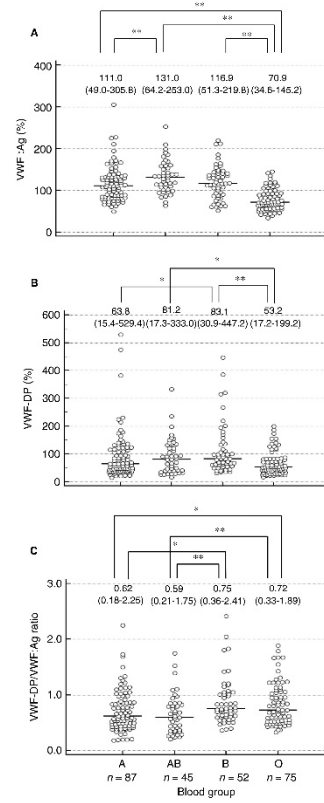 **
**
A
**
**
400
111.0 131.0 116.9 70.9
(49.0-305.8) (64.2-253.0) (51.3-219.8) (34.8-145.2)
300
200
100
0
VWF:Ag (%)
*
B
*
**
600
63.8 81.2 83.1 53.2
(15.4-529.4) (17.3-333.0) (30.9-447.2) (17.2-199.2)
500
400
300
200
100
0
VWF-DP (%)
*
**
C
*
**
3.0
0.62 0.59 0.75 0.72
(0.18-2.25) (0.21-1.75) (0.36-2.41) (0.33-1.89)
2.0
1.0
0.0
VWF-DP/VWF:Ag ratio
A AB B O
n = 87 n = 45 n = 52 n = 75
Blood group